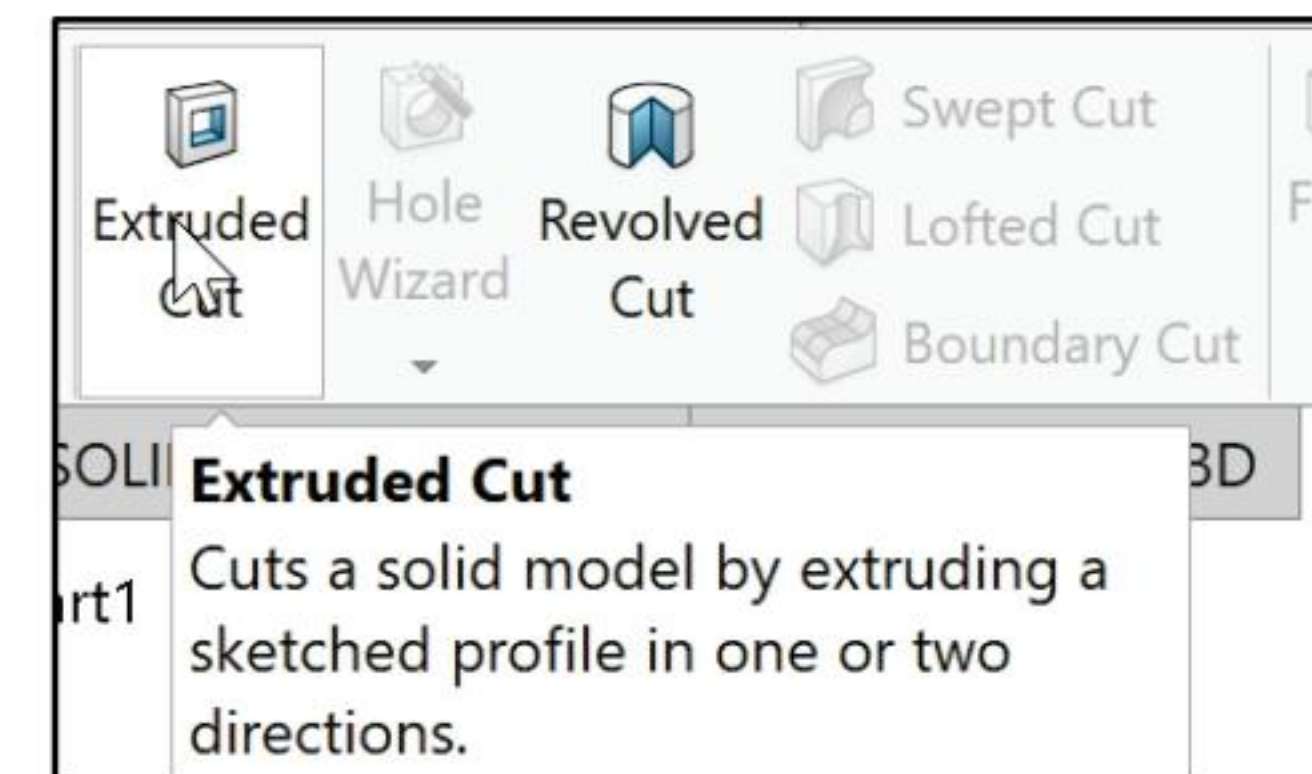 Extruded
Cut
Hole
Wizard
Revolved
Cut
Swept Cut
Lofted Cut
Boundary Cut
3D
Extruded Cut
Cuts a solid model by extruding a
sketched profile in one or two
directions.